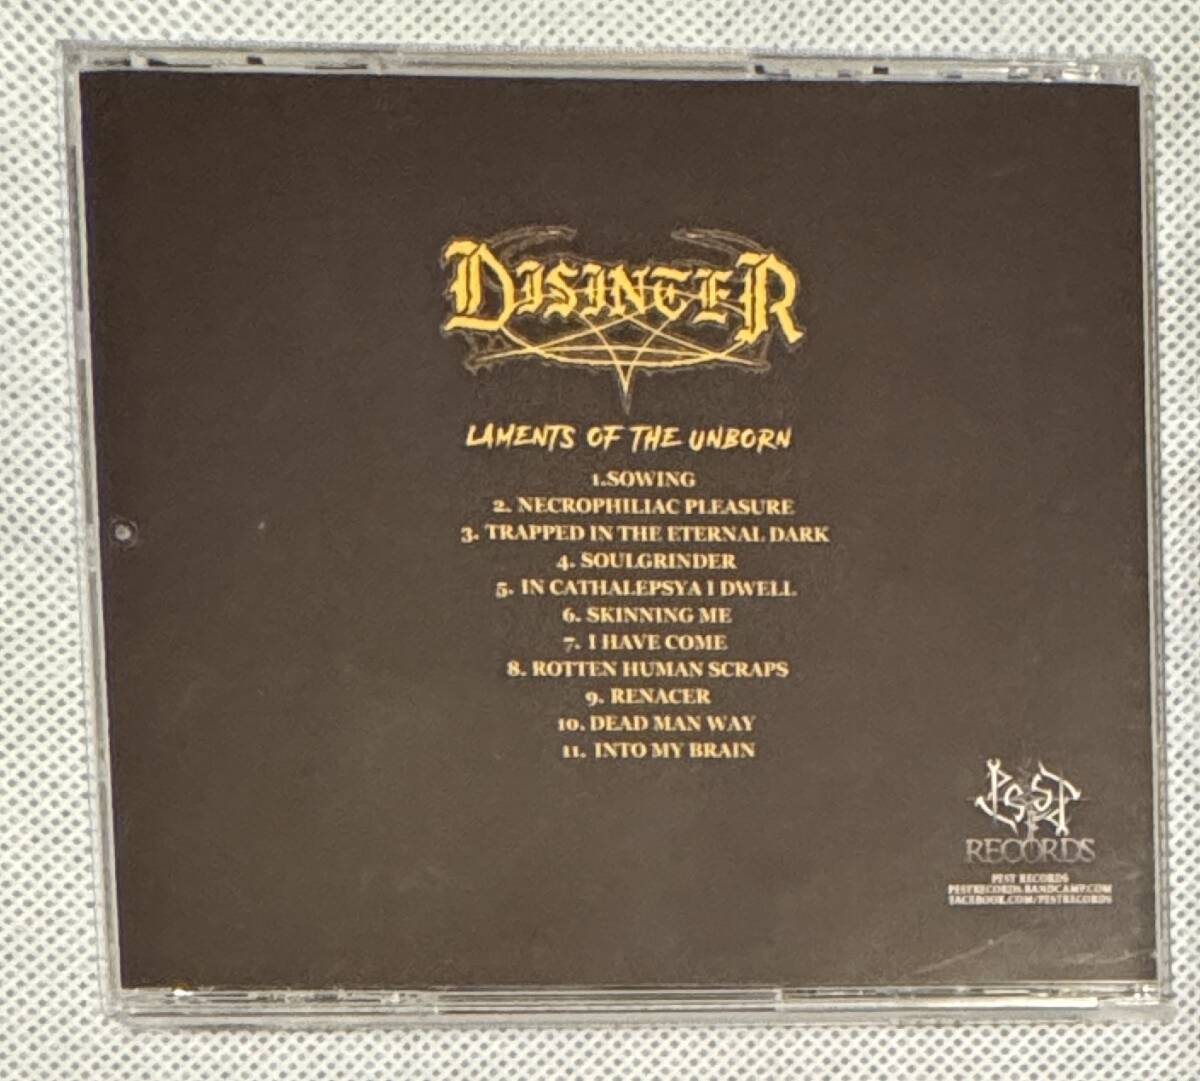 DISINTER
LAMENTS OF THE UNBORN
1.SOWING
2. NECROPHILIAC PLEASURE
3. TRAPPED IN THE ETERNAL DARK
4. SOULGRINDER
5. IN CATHALEPSYA I DWELL
6. SKINNING ME
7. I HAVE COME
8. ROTTEN HUMAN SCRAPS
9. RENACER
10. DEAD MAN WAY
11. INTO MY BRAIN
PEST
RECORDS
PEST RECORDS
PESTRECORDS.BANDCAMP.COM
FACEBOOK.COM/PESTRECORDS